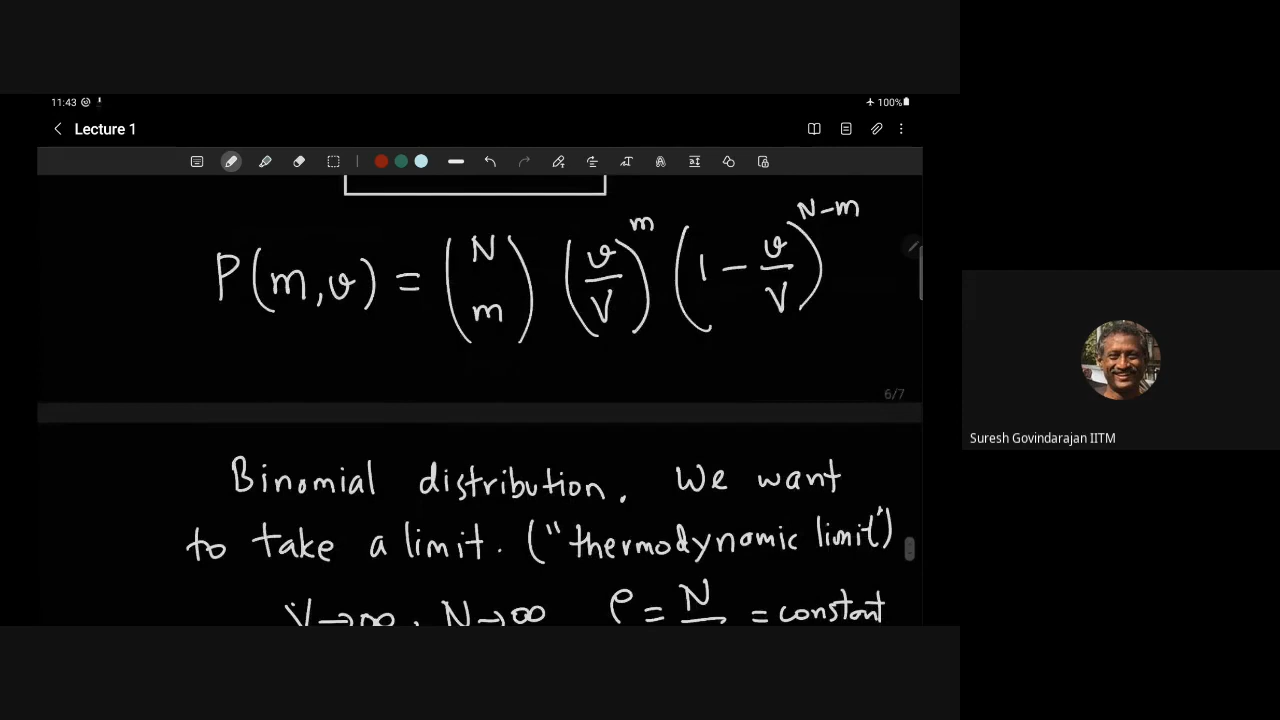 11:43
100%
Lecture 1
P(m,v) = (N m) (v/V)^m (1 - v/V)^{N-m}
6/7
Binomial distribution. We want
to take a limit. ("thermodynamic limit")
V→∞, N→∞ ρ = N = constant
Suresh Govindarajan IITM